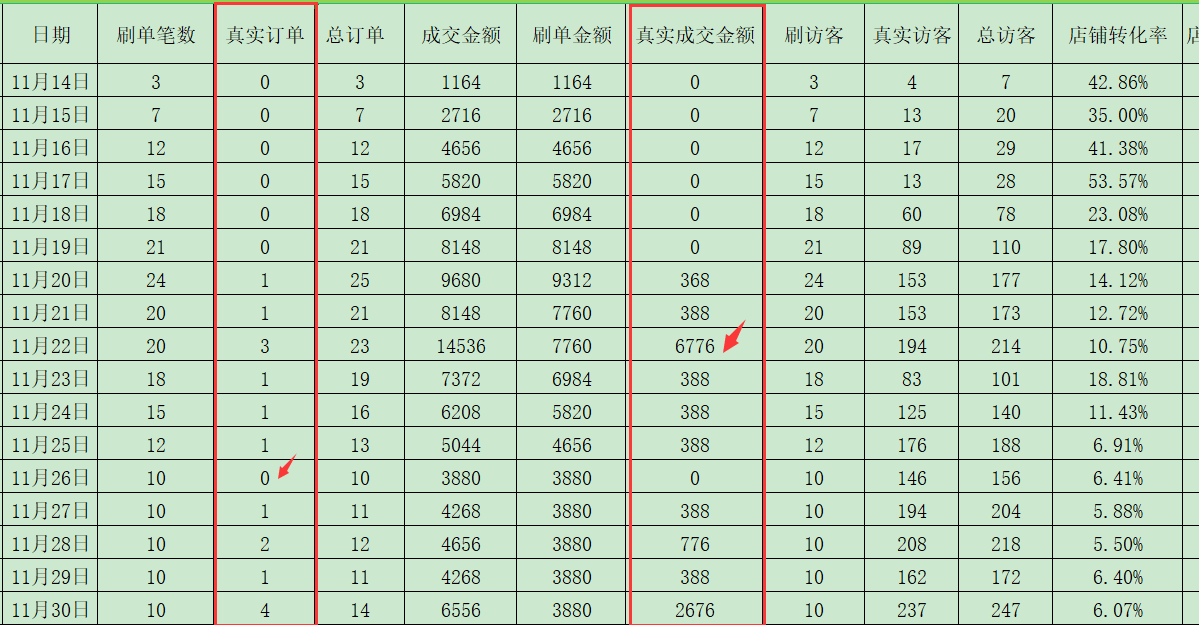 日期 刷单笔数 真实订单 总订单 成交金额 刷单金额 真实成交金额 刷访客 真实访客 总访客 店铺转化率
11月14日 3 0 3 1164 1164 0 3 4 7 42.86%
11月15日 7 0 7 2716 2716 0 7 13 20 35.00%
11月16日 12 0 12 4656 4656 0 12 17 29 41.38%
11月17日 15 0 15 5820 5820 0 15 13 28 53.57%
11月18日 18 0 18 6984 6984 0 18 60 78 23.08%
11月19日 21 0 21 8148 8148 0 21 89 110 17.80%
11月20日 24 1 25 9680 9312 368 24 153 177 14.12%
11月21日 20 1 21 8148 7760 388 20 153 173 12.72%
11月22日 20 3 23 14536 7760 6776 20 194 214 10.75%
11月23日 18 1 19 7372 6984 388 18 83 101 18.81%
11月24日 15 1 16 6208 5820 388 15 125 140 11.43%
11月25日 12 1 13 5044 4656 388 12 176 188 6.91%
11月26日 10 0 10 3880 3880 0 10 146 156 6.41%
11月27日 10 1 11 4268 3880 388 10 194 204 5.88%
11月28日 10 2 12 4656 3880 776 10 208 218 5.50%
11月29日 10 1 11 4268 3880 388 10 162 172 6.40%
11月30日 10 4 14 6556 3880 2676 10 237 247 6.07%